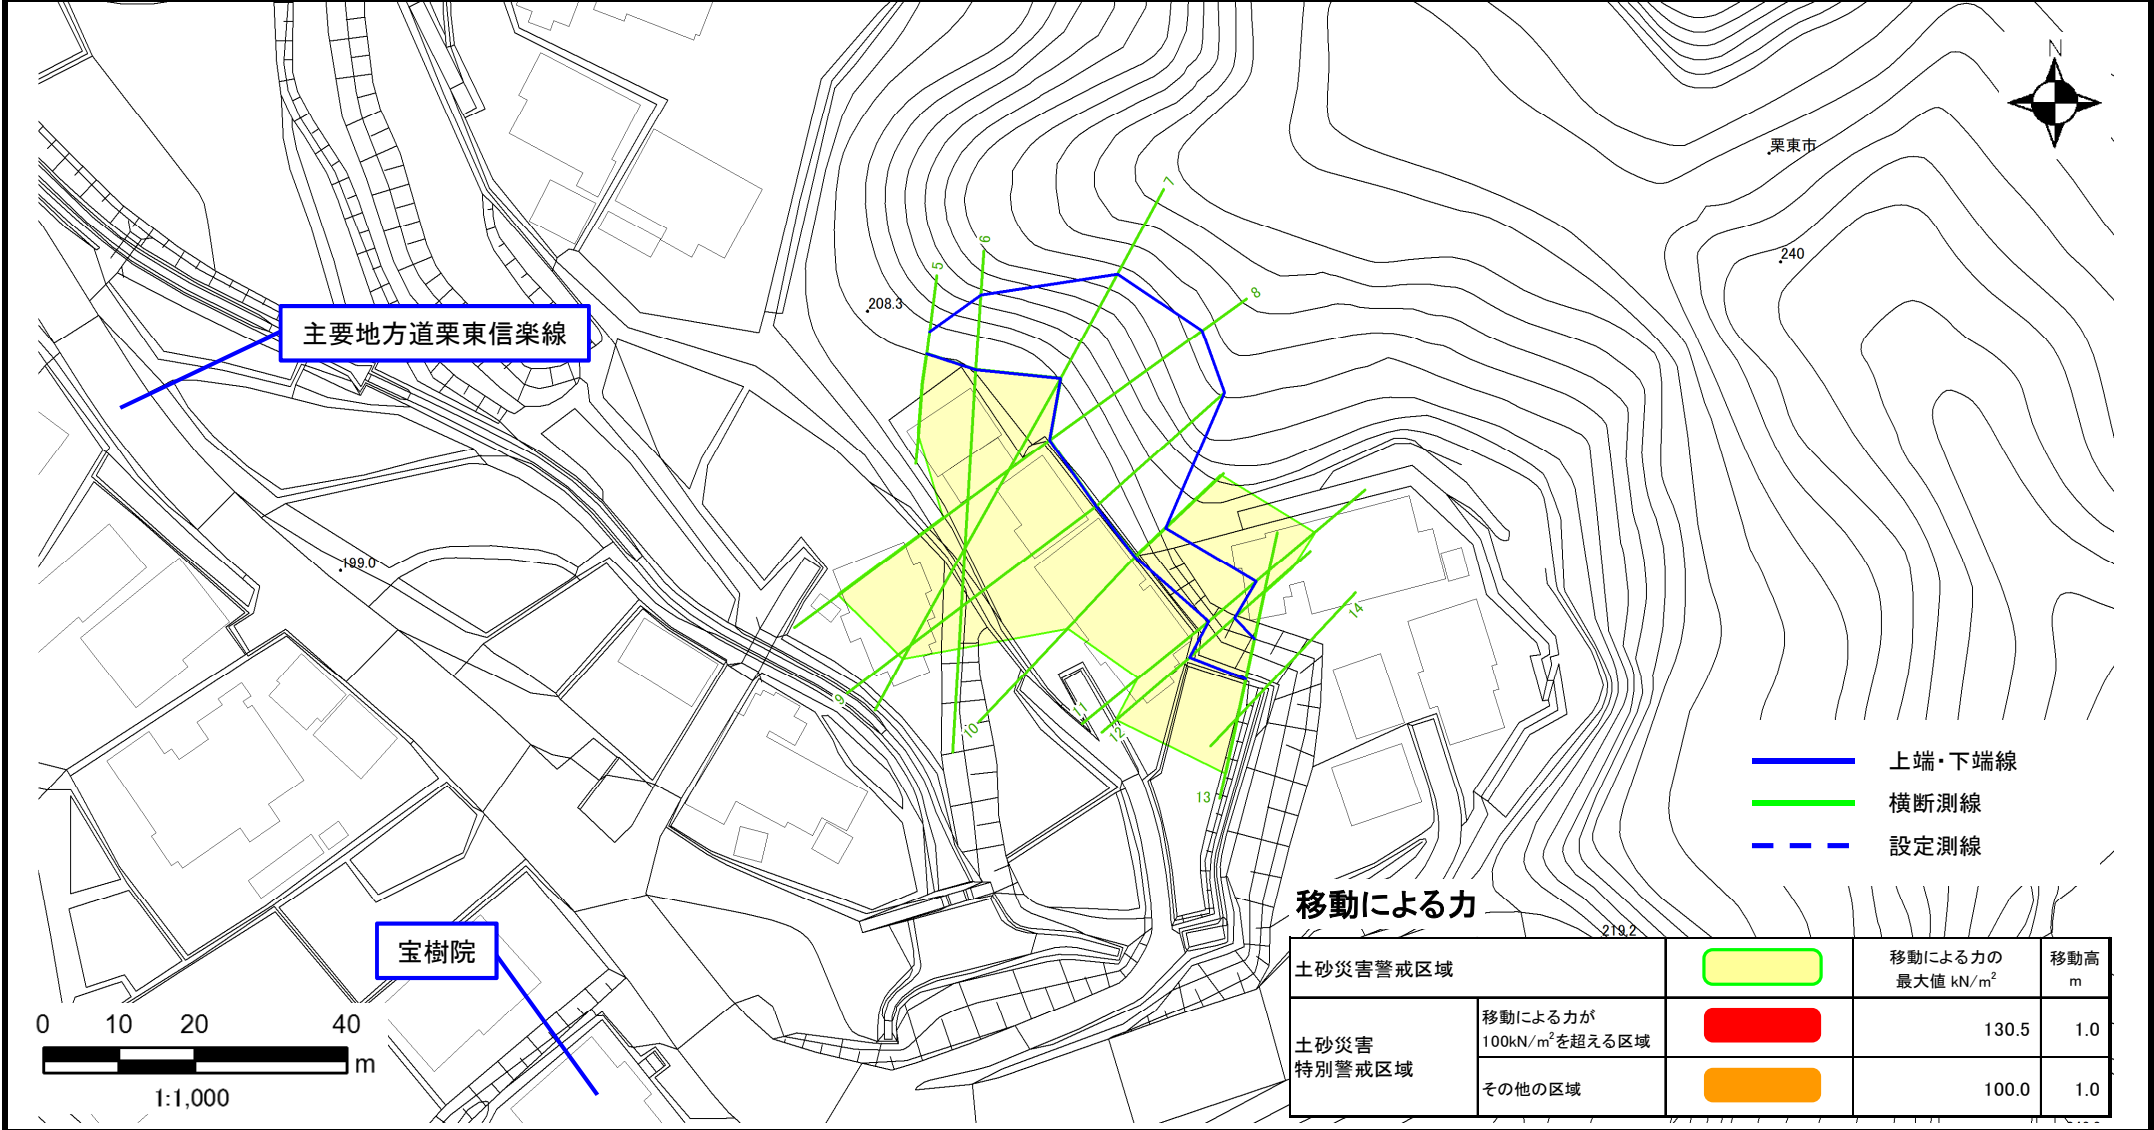 N
栗東市
240
208.3
主要地方道栗東信楽線
199.0
5
6
7
8
9
10
11
12
13
14
上端・下端線
横断測線
設定測線
宝樹院
219.2
移動による力
土砂災害警戒区域
移動による力の
最大値 kN/m²
移動高
m
土砂災害
特別警戒区域
移動による力が
100kN/m²を超える区域
130.5
1.0
その他の区域
100.0
1.0
0 10 20 40
m
1:1,000